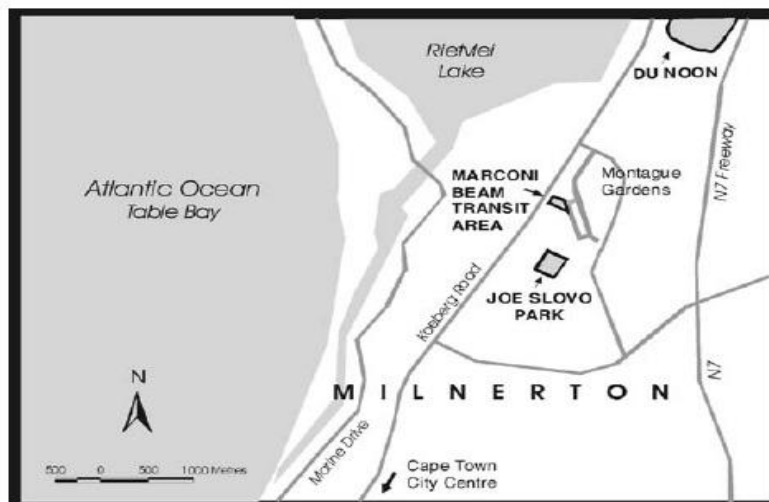 Rietvlei
Lake
DU NOON
N7 Freeway
MARCONI
BEAM
TRANSIT
AREA
Montague
Gardens
Atlantic Ocean
Table Bay
Koeberg Road
JOE SLOVO
PARK
N
MILNERTON
N7
Marine Drive
500 0 500 1000 Metres
Cape Town
City Centre